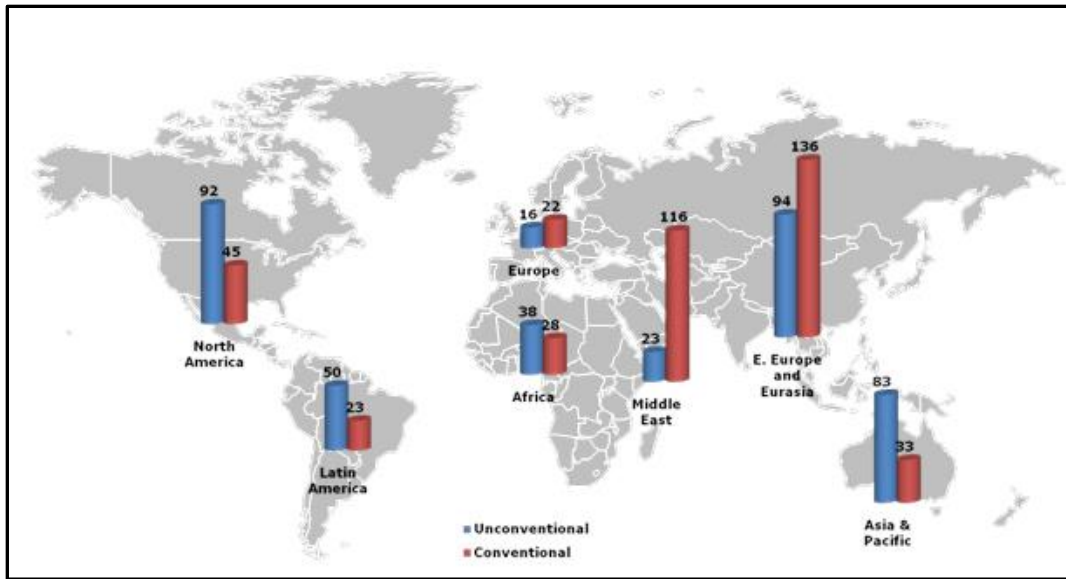 92
45
North
America
50
23
Latin
America
16
22
Europe
38
28
Africa
23
116
Middle
East
94
136
E. Europe
and
Eurasia
83
33
Asia &
Pacific
Unconventional
Conventional